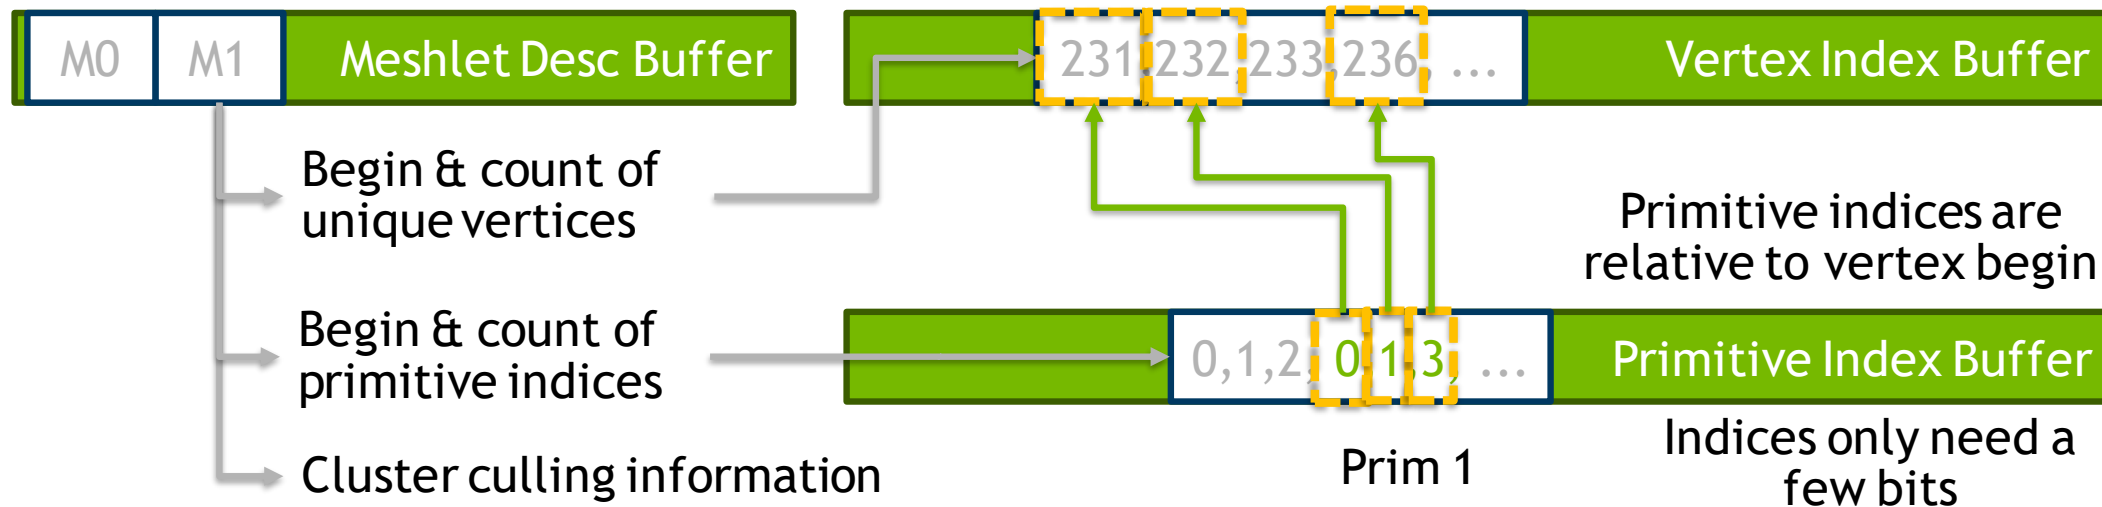 M0 M1 Meshlet Desc Buffer
231,232,233,236, ... Vertex Index Buffer
Begin & count of
unique vertices
Primitive indices are
relative to vertex begin
Begin & count of
primitive indices
0,1,2, 0,1,3, ... Primitive Index Buffer
Prim 1
Indices only need a
few bits
Cluster culling information